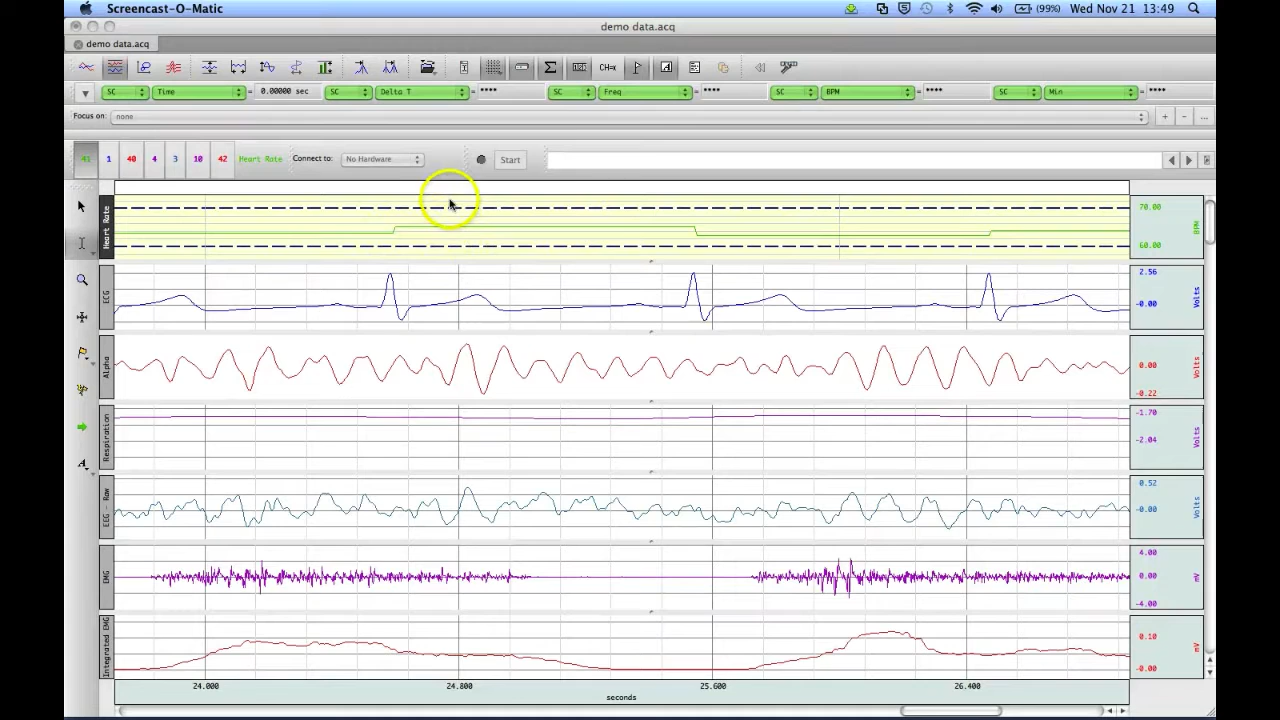 Screencast-O-Matic (99%) Wed Nov 21 13:49
demo data.acq
demo data.acq
CH=x
SC Time = 0.00000 sec SC Delta T = **** SC Freq = **** SC BPM = **** SC Min = ****
Focus on: none + - ...
41 1 40 4 3 10 42 Heart Rate Connect to: No Hardware Start
Heart Rate 70.00 60.00 BPM
ECG 2.56 -0.00 Volts
Alpha 0.00 -0.22 Volts
Respiration -1.70 -2.04 Volts
EEG - Raw 0.52 -0.00 Volts
EMG 4.00 0.00 -4.00 mV
Integrated EMG 0.10 -0.00 mV
24.000 24.800 25.600 26.400
seconds